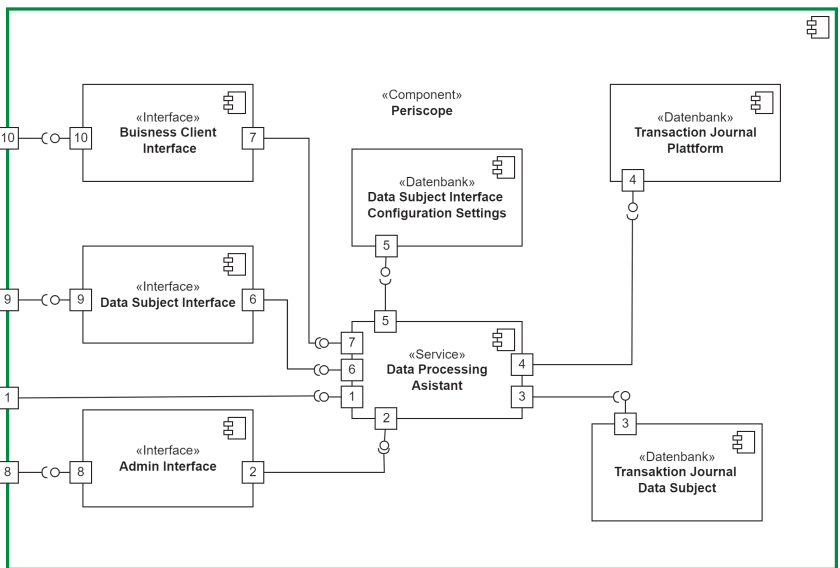 «Component»
Periscope
10
10
«Interface»
Buisness Client
Interface
7
«Datenbank»
Transaction Journal
Plattform
4
«Datenbank»
Data Subject Interface
Configuration Settings
5
9
9
«Interface»
Data Subject Interface
6
5
7
6
1
«Service»
Data Processing
Asistant
4
3
2
1
8
8
«Interface»
Admin Interface
2
3
«Datenbank»
Transaktion Journal
Data Subject